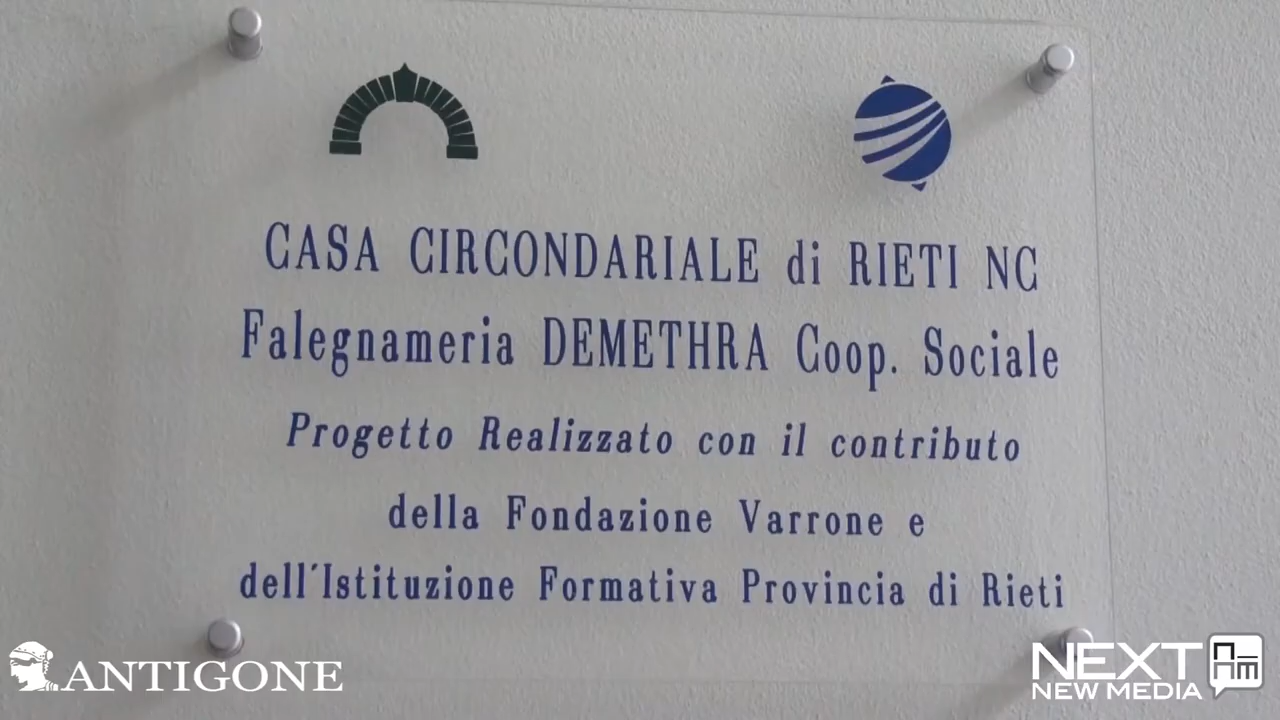 CASA CIRCONDARIALE di RIETI NC
Falegnameria DEMETHRA Coop. Sociale
Progetto Realizzato con il contributo
della Fondazione Varrone e
dell'Istituzione Formativa Provincia di Rieti
ANTIGONE
NEXT
NEW MEDIA